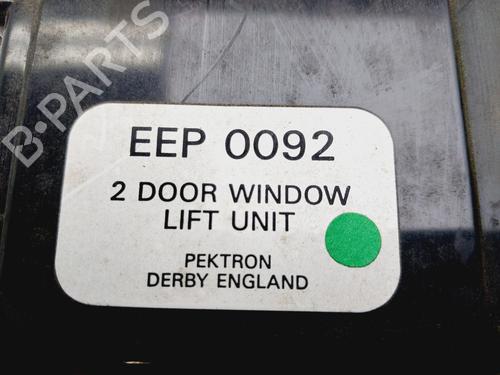 B-PARTS
EEP 0092
2 DOOR WINDOW
LIFT UNIT
PEKTRON
DERBY ENGLAND